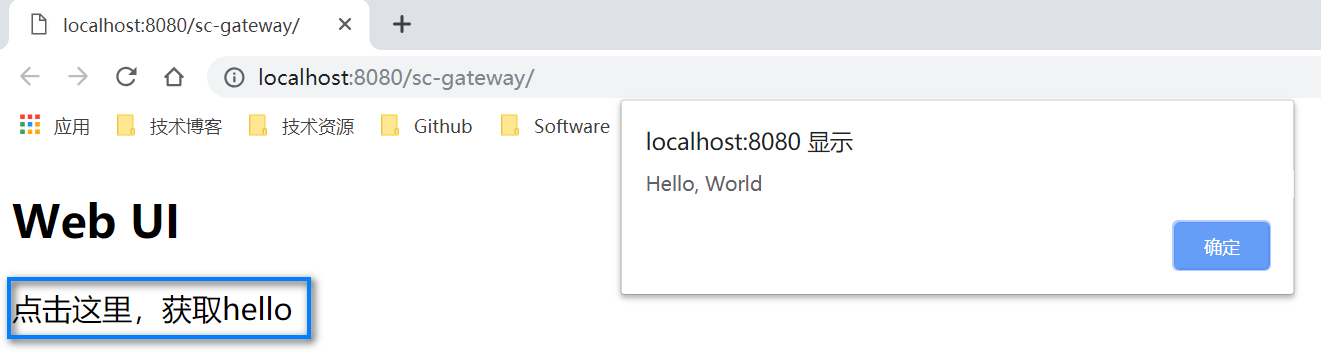 localhost:8080/sc-gateway/
localhost:8080/sc-gateway/
应用 技术博客 技术资源 Github Software
localhost:8080 显示
Hello, World
确定
Web UI
点击这里，获取hello